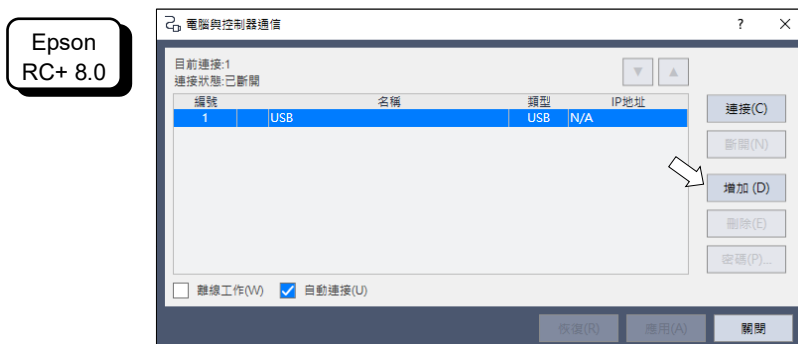 Epson
RC+ 8.0
電腦與控制器通信
目前連接:1
連接狀態:已斷開
編號 名稱 類型 IP地址
1 USB USB N/A
連接(C)
斷開(N)
增加 (D)
刪除(E)
密碼(P)...
離線工作(W) 自動連接(U)
恢復(R) 應用(A) 關閉